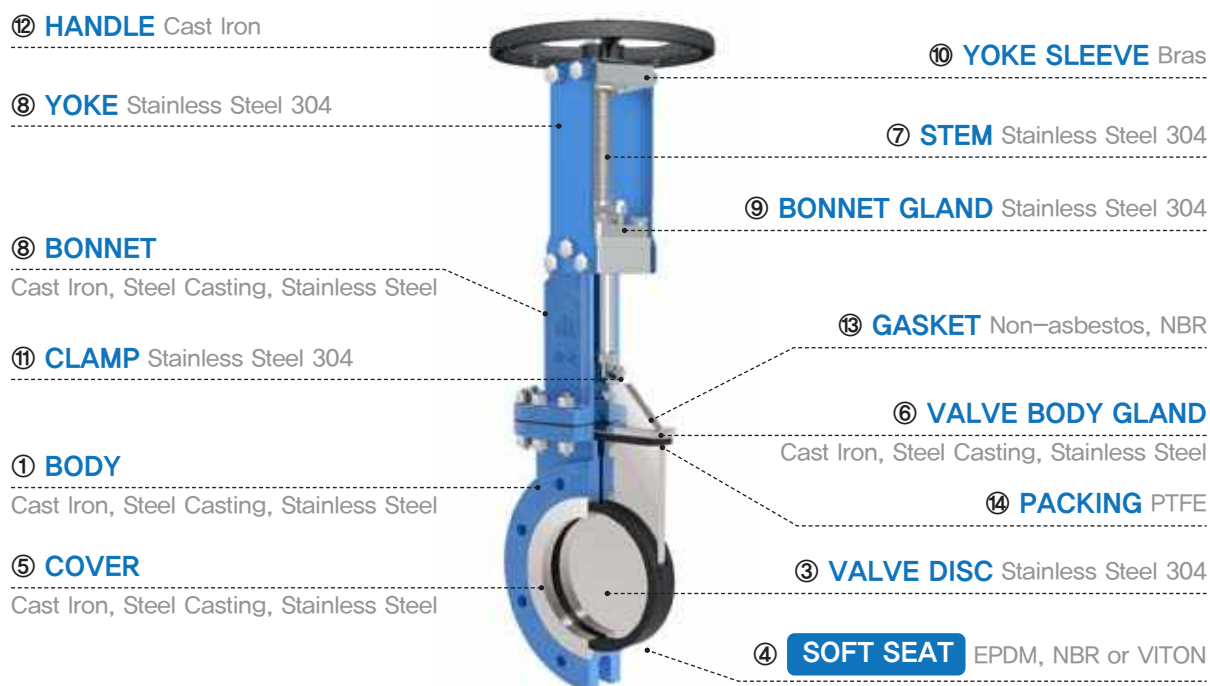 ⑫ HANDLE Cast Iron
⑧ YOKE Stainless Steel 304
⑧ BONNET
Cast Iron, Steel Casting, Stainless Steel
⑪ CLAMP Stainless Steel 304
① BODY
Cast Iron, Steel Casting, Stainless Steel
⑤ COVER
Cast Iron, Steel Casting, Stainless Steel
⑩ YOKE SLEEVE Bras
⑦ STEM Stainless Steel 304
⑨ BONNET GLAND Stainless Steel 304
⑬ GASKET Non-asbestos, NBR
⑥ VALVE BODY GLAND
Cast Iron, Steel Casting, Stainless Steel
⑭ PACKING PTFE
③ VALVE DISC Stainless Steel 304
④ SOFT SEAT EPDM, NBR or VITON